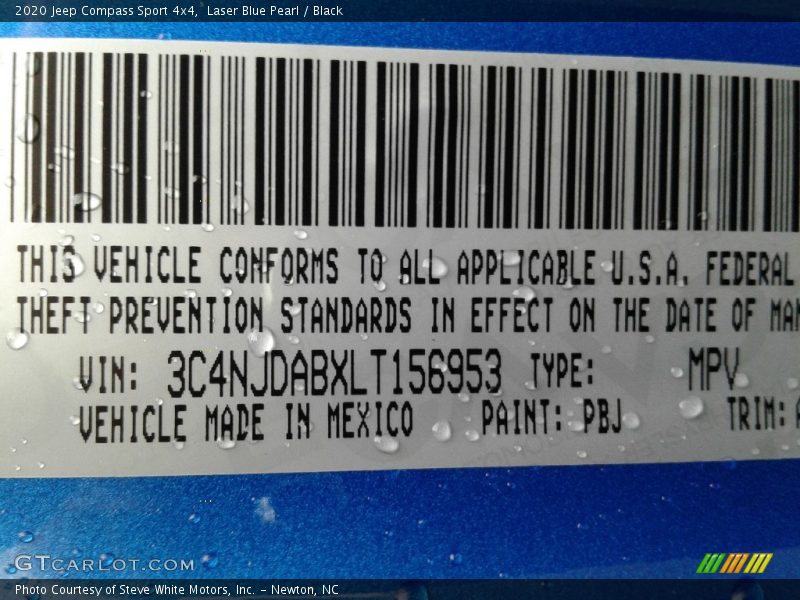 2020 Jeep Compass Sport 4x4, Laser Blue Pearl / Black
THIS VEHICLE CONFORMS TO ALL APPLICABLE U.S.A. FEDERAL
THEFT PREVENTION STANDARDS IN EFFECT ON THE DATE OF MAN
VIN: 3C4NJDABXLT156953 TYPE: MPV
VEHICLE MADE IN MEXICO PAINT: PBJ TRIM:
GTCARLOT.COM
Photo Courtesy of Steve White Motors, Inc. – Newton, NC